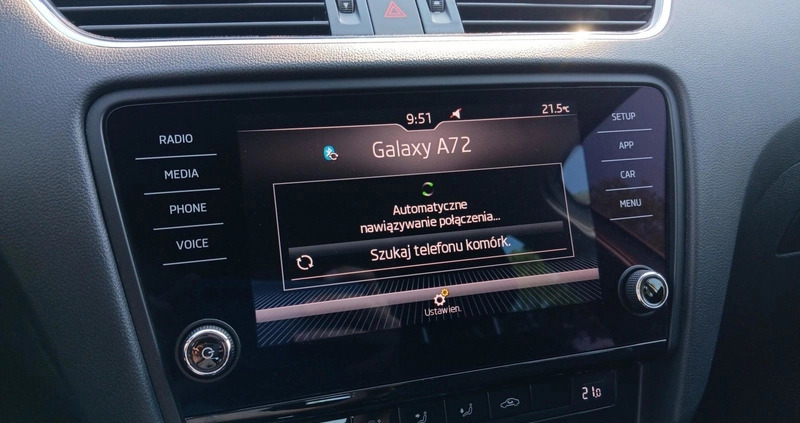 9:51
21.5°C
Galaxy A72
Automatyczne
nawiązywanie połączenia...
Szukaj telefonu komórk.
Ustawien.
RADIO
MEDIA
PHONE
VOICE
SETUP
APP
CAR
MENU
21.0